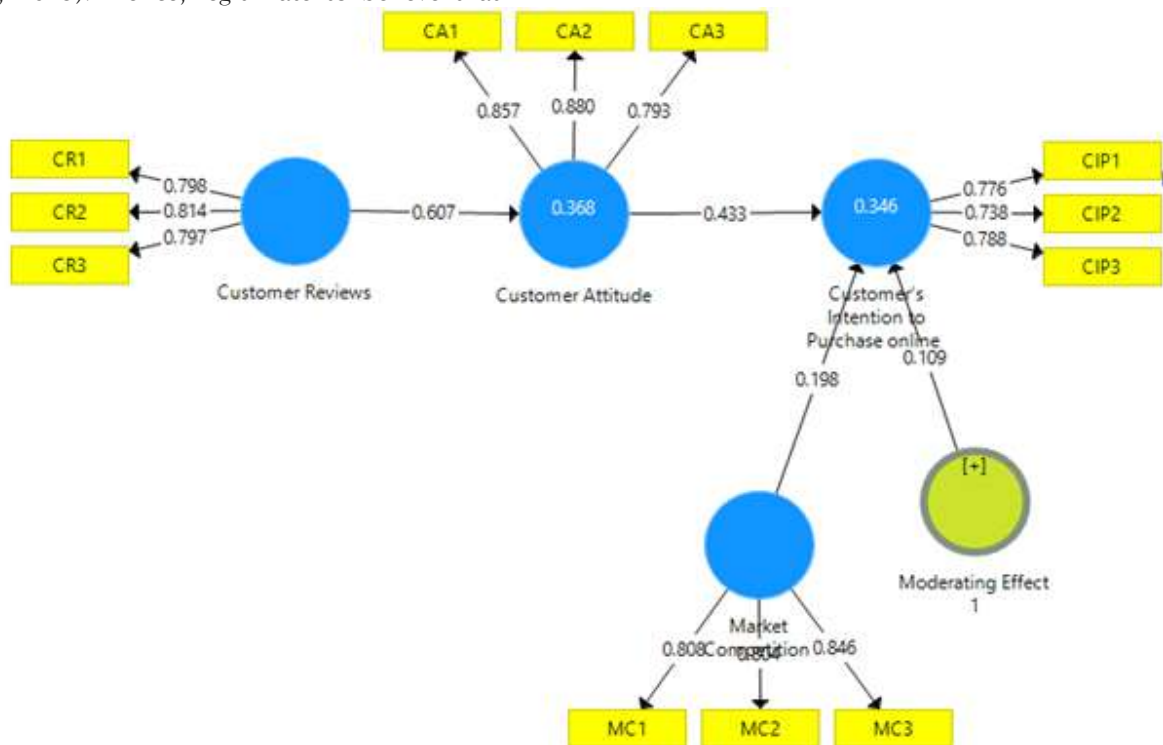 CA1 CA2 CA3
0.857 0.880 0.793
CR1
CR2
CR3
0.798
0.814
0.797
0.607
0.368
0.433
0.346
0.776
0.738
0.788
CIP1
CIP2
CIP3
Customer Reviews
Customer Attitude
Customer's
Intention to
Purchase online
0.198
0.109
[+]
Moderating Effect
1
Market
Competition
0.808 0.804 0.846
MC1 MC2 MC3